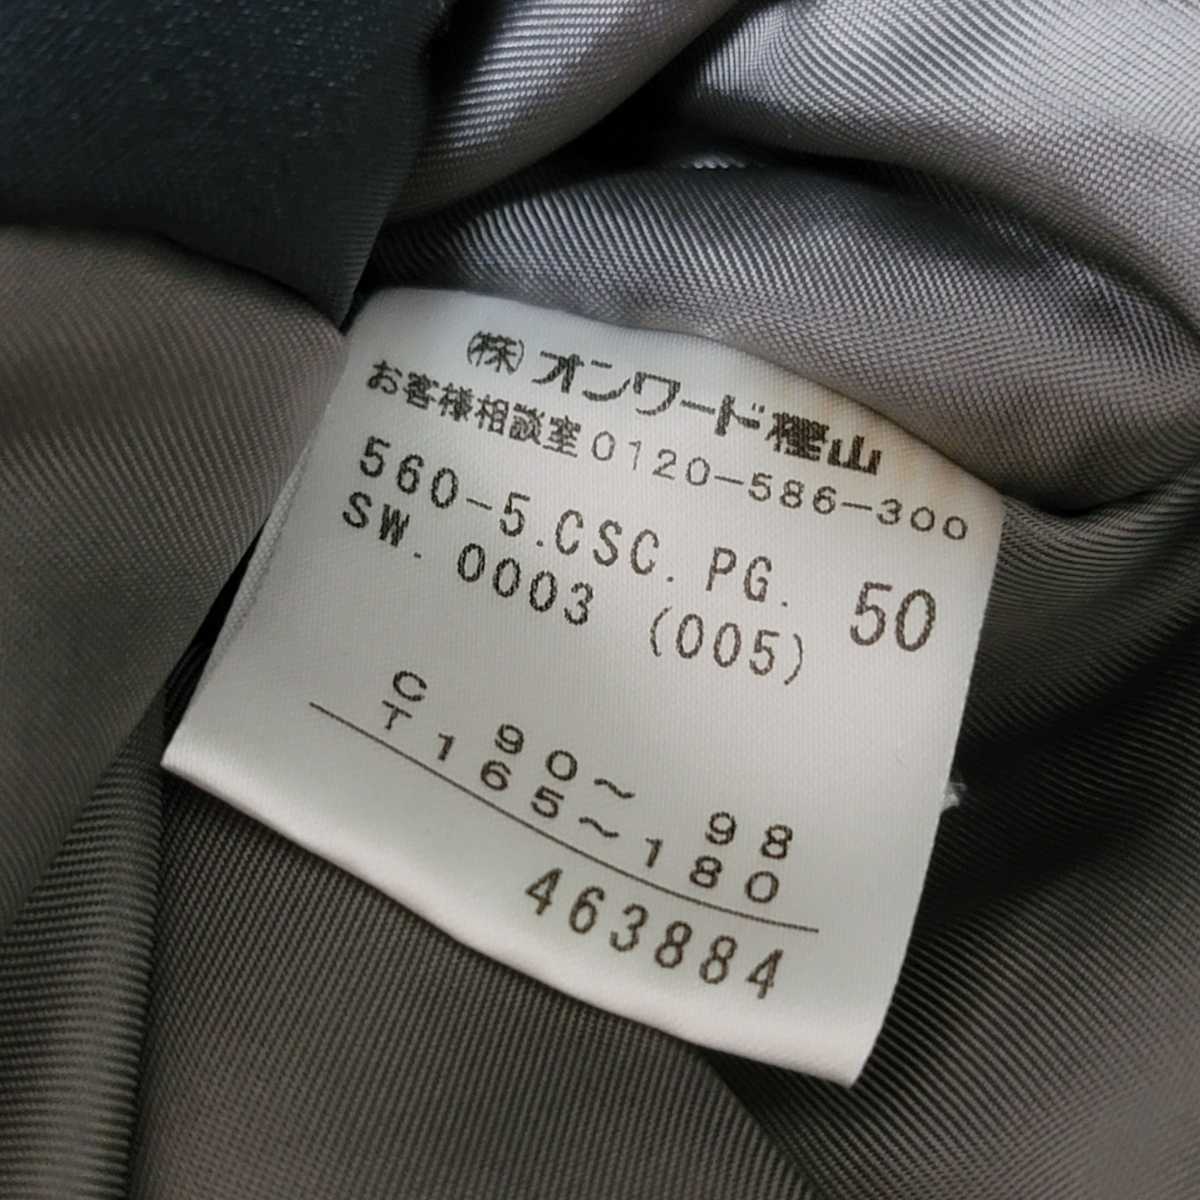 ㈱オンワード樫山
お客様相談室0120-586-300
560-5.CSC.PG. 50
SW.0003 (005)
C 90~ 98
T165~180
463884